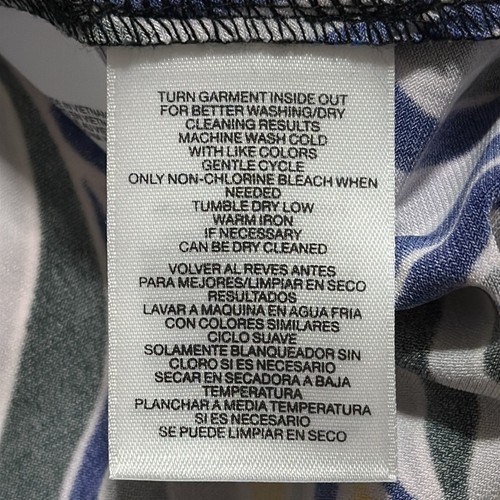 TURN GARMENT INSIDE OUT
FOR BETTER WASHING/DRY
CLEANING RESULTS
MACHINE WASH COLD
WITH LIKE COLORS
GENTLE CYCLE
ONLY NON-CHLORINE BLEACH WHEN
NEEDED
TUMBLE DRY LOW
WARM IRON
IF NECESSARY
CAN BE DRY CLEANED
VOLVER AL REVES ANTES
PARA MEJORES/LIMPIAR EN SECO
RESULTADOS
LAVAR A MAQUINA EN AGUA FRIA
CON COLORES SIMILARES
CICLO SUAVE
SOLAMENTE BLANQUEADOR SIN
CLORO SI ES NECESARIO
SECAR EN SECADORA A BAJA
TEMPERATURA
PLANCHAR A MEDIA TEMPERATURA
SI ES NECESARIO
SE PUEDE LIMPIAR EN SECO